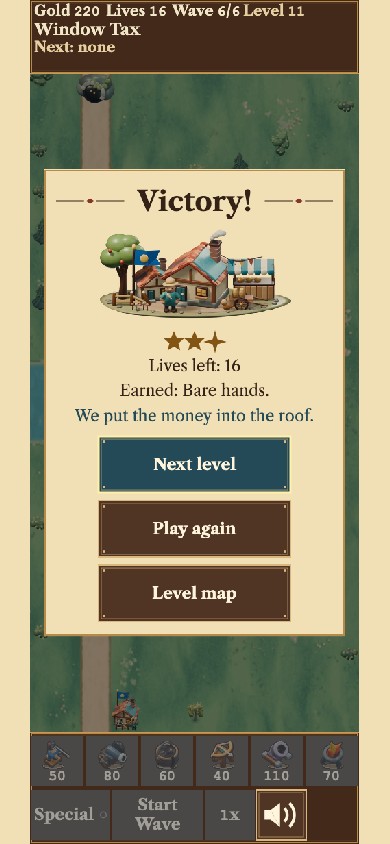 Gold 220 Lives 16 Wave 6/6 Level 11
Window Tax
Next: none
Victory!
Lives left: 16
Earned: Bare hands.
We put the money into the roof.
Next level
Play again
Level map
50 80 60 40 110 70
Special
Start
Wave
1x